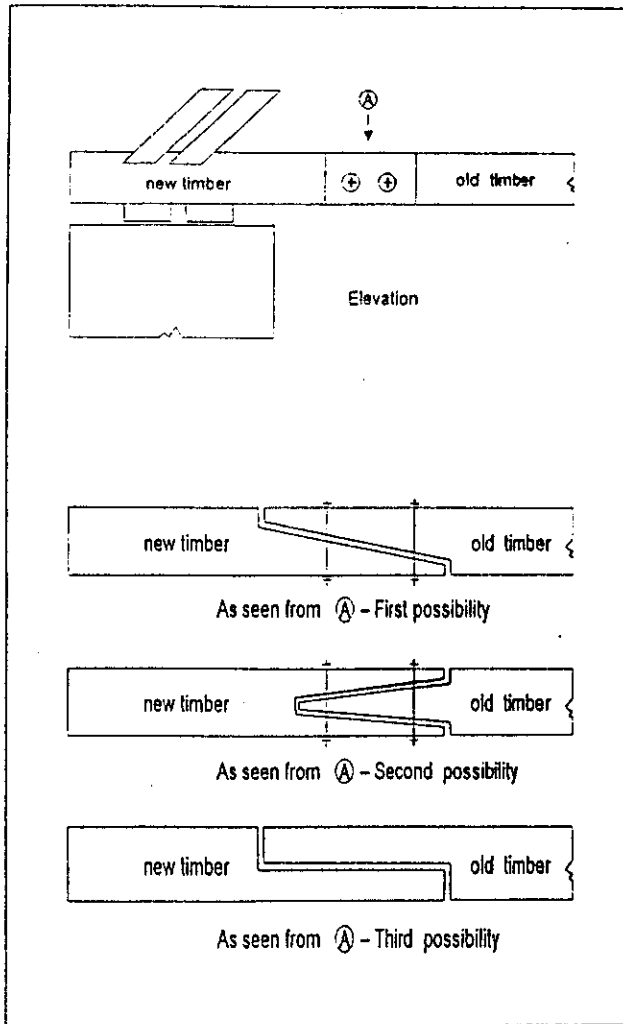 Ⓐ
new timber old timber
Elevation
new timber old timber
As seen from Ⓐ – First possibility
new timber old timber
As seen from Ⓐ – Second possibility
new timber old timber
As seen from Ⓐ – Third possibility